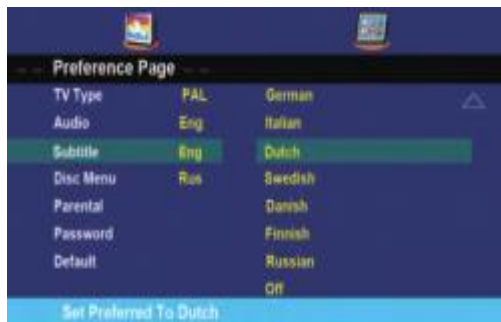 Preference Page
TV Type PAL German
Audio Eng Italian
Subtitle Eng Dutch
Disc Menu Rus Swedish
Parental Danish
Password Finnish
Default Russian
Off
Set Preferred To Dutch